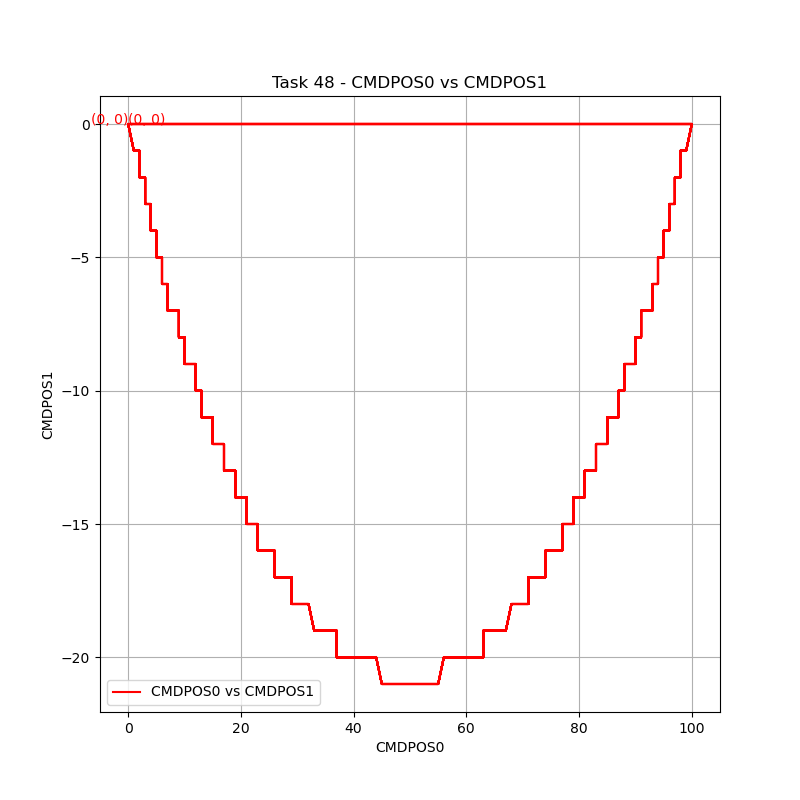 Task 48 - CMDPOS0 vs CMDPOS1
(0, 0)(0, 0)
0
−5
−10
−15
−20
CMDPOS1
CMDPOS0 vs CMDPOS1
0 20 40 60 80 100
CMDPOS0